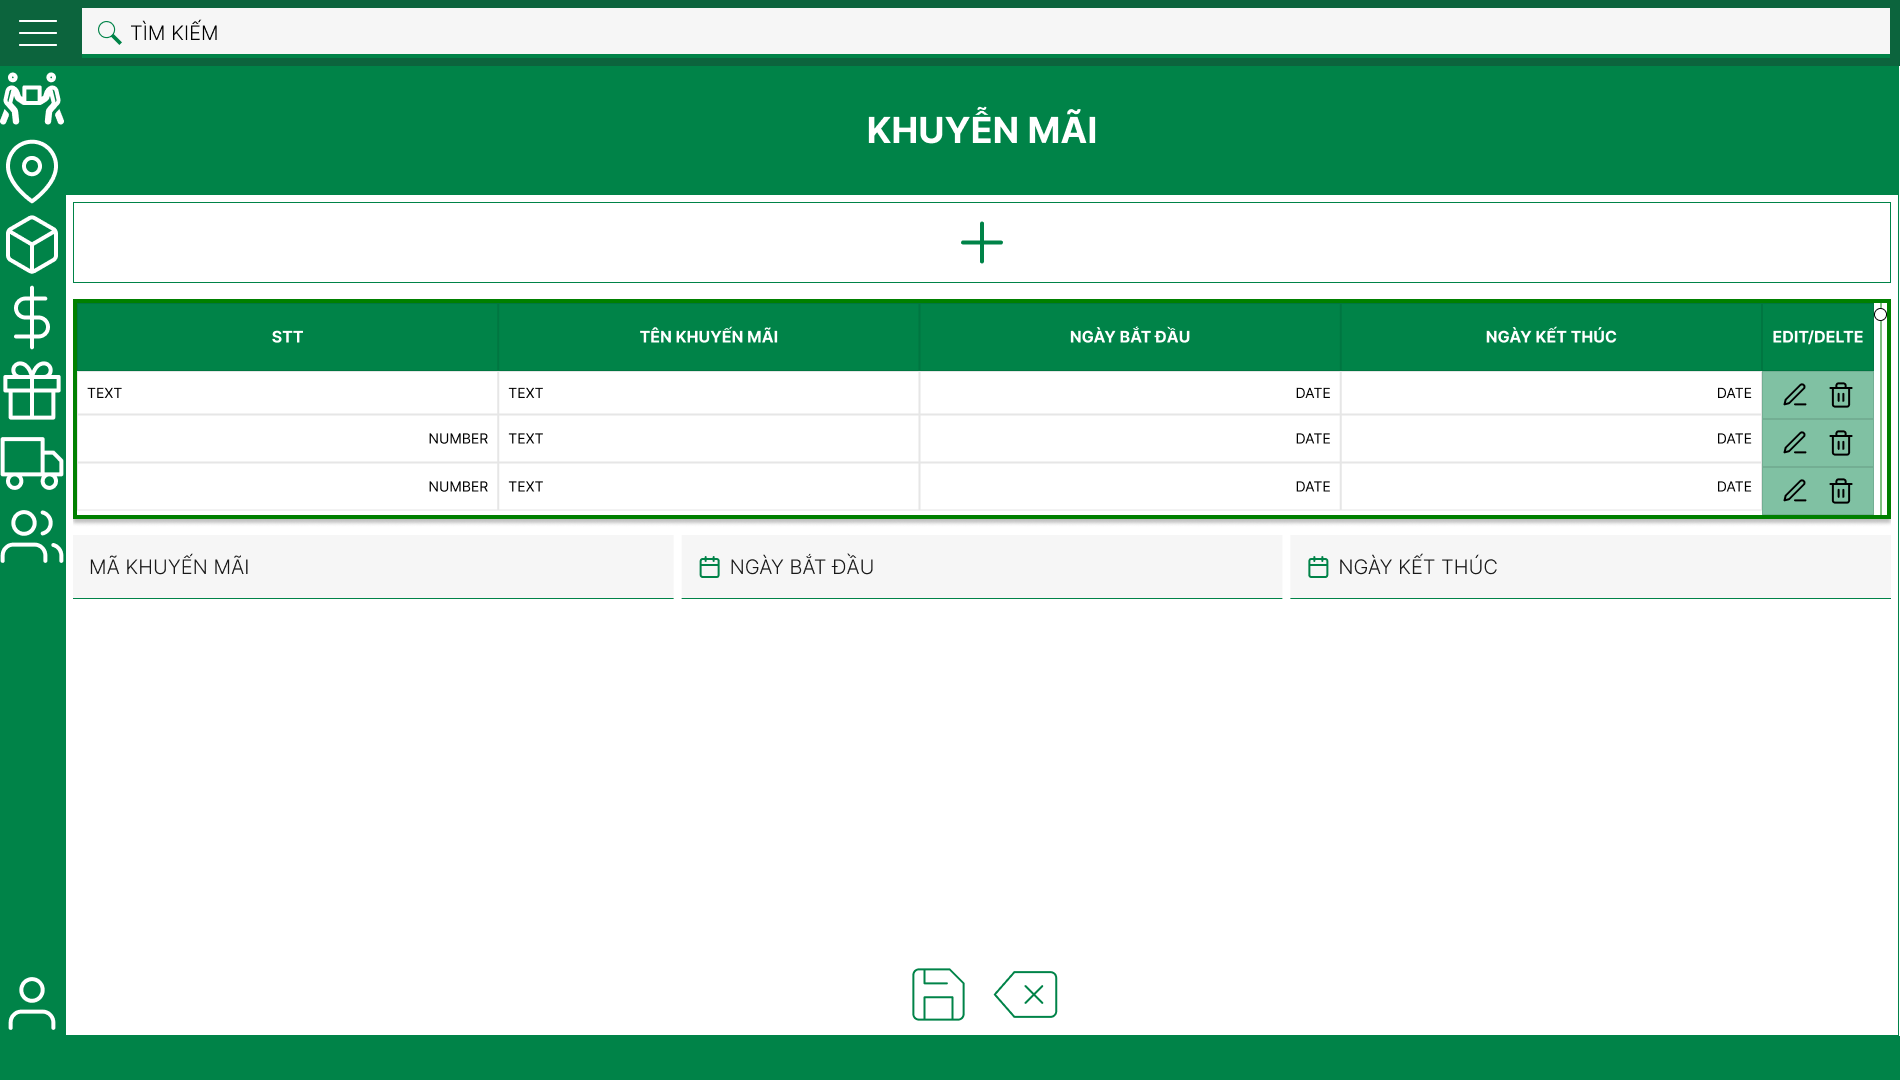 TÌM KIẾM
KHUYỄN MÃI
STT TÊN KHUYẾN MÃI NGÀY BẮT ĐẦU NGÀY KẾT THÚC EDIT/DELTE
TEXT TEXT DATE DATE
NUMBER TEXT DATE DATE
NUMBER TEXT DATE DATE
MÃ KHUYẾN MÃI NGÀY BẮT ĐẦU NGÀY KẾT THÚC